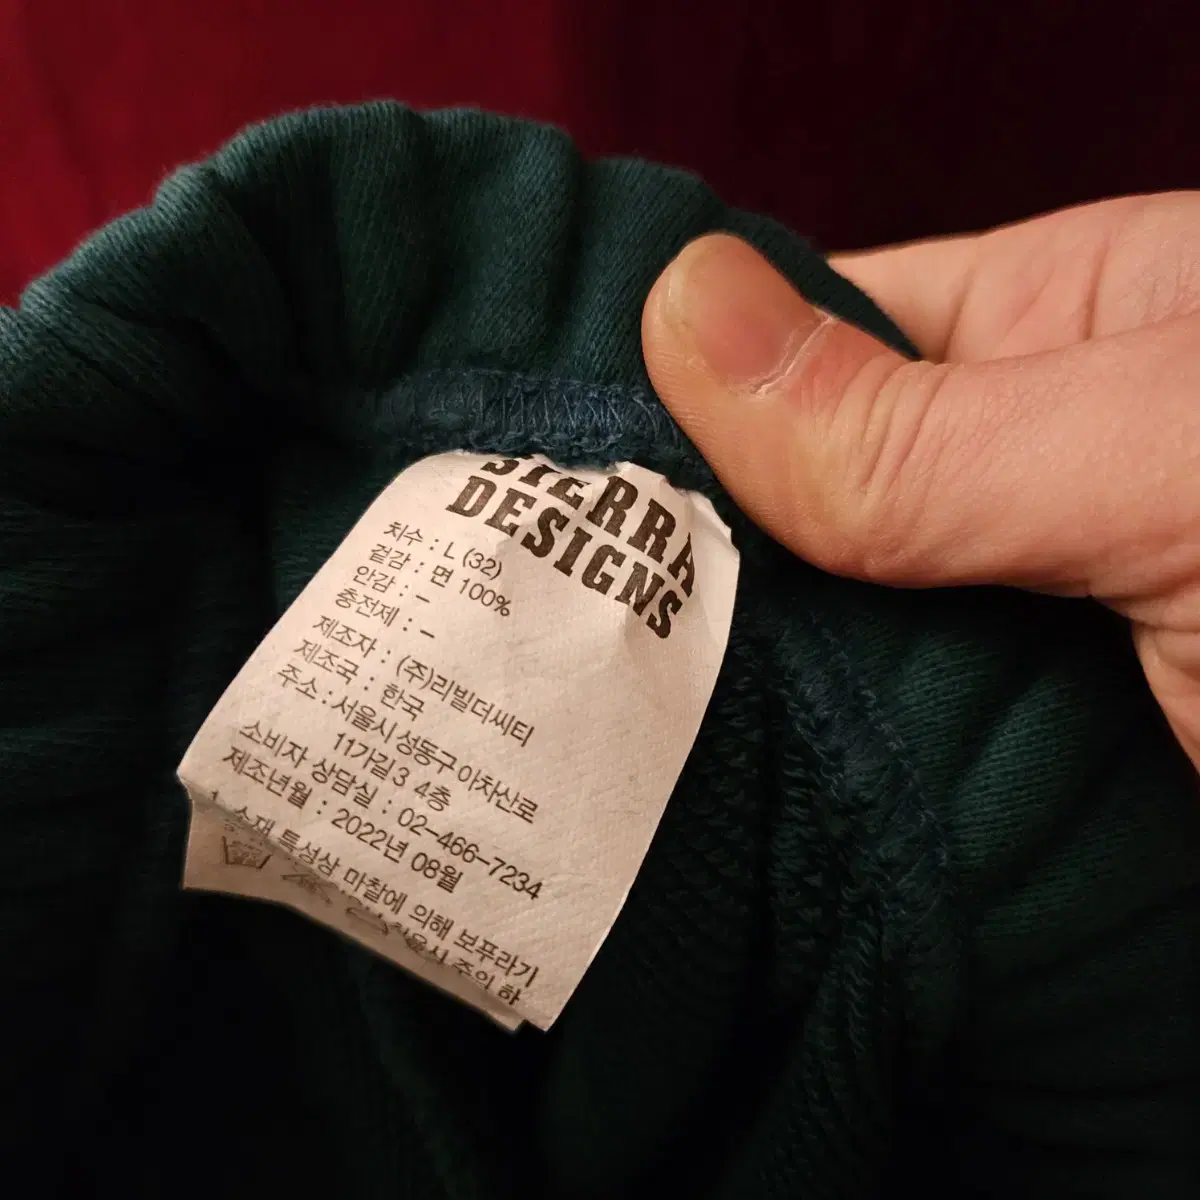 SIERRA
DESIGNS
치수 : L (32)
겉감 : 면 100%
안감 : –
충전제 : –
제조자 : (주)리빌더씨티
제조국 : 한국
주소 : 서울시 성동구 아차산로
11가길3 4층
소비자 상담실 : 02-466-7234
제조년월 : 2022년 08월
1. 소재 특성상 마찰에 의해 보푸라기
주의 하